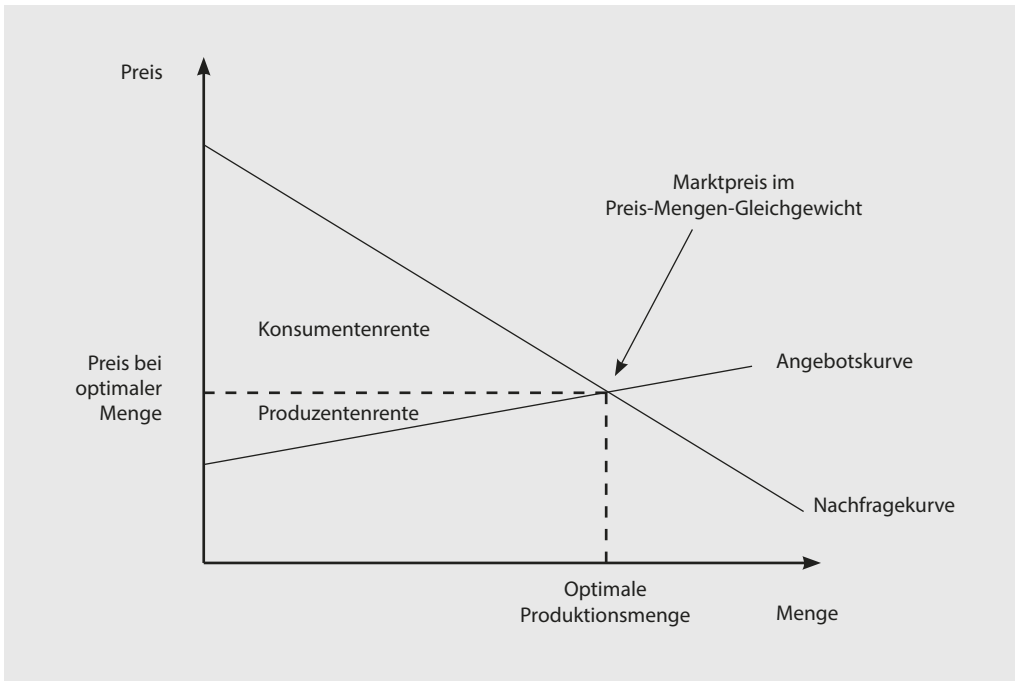 Preis
Marktpreis im
Preis-Mengen-Gleichgewicht
Konsumentenrente
Preis bei
optimaler
Menge
Angebotskurve
Produzentenrente
Nachfragekurve
Optimale
Produktionsmenge
Menge